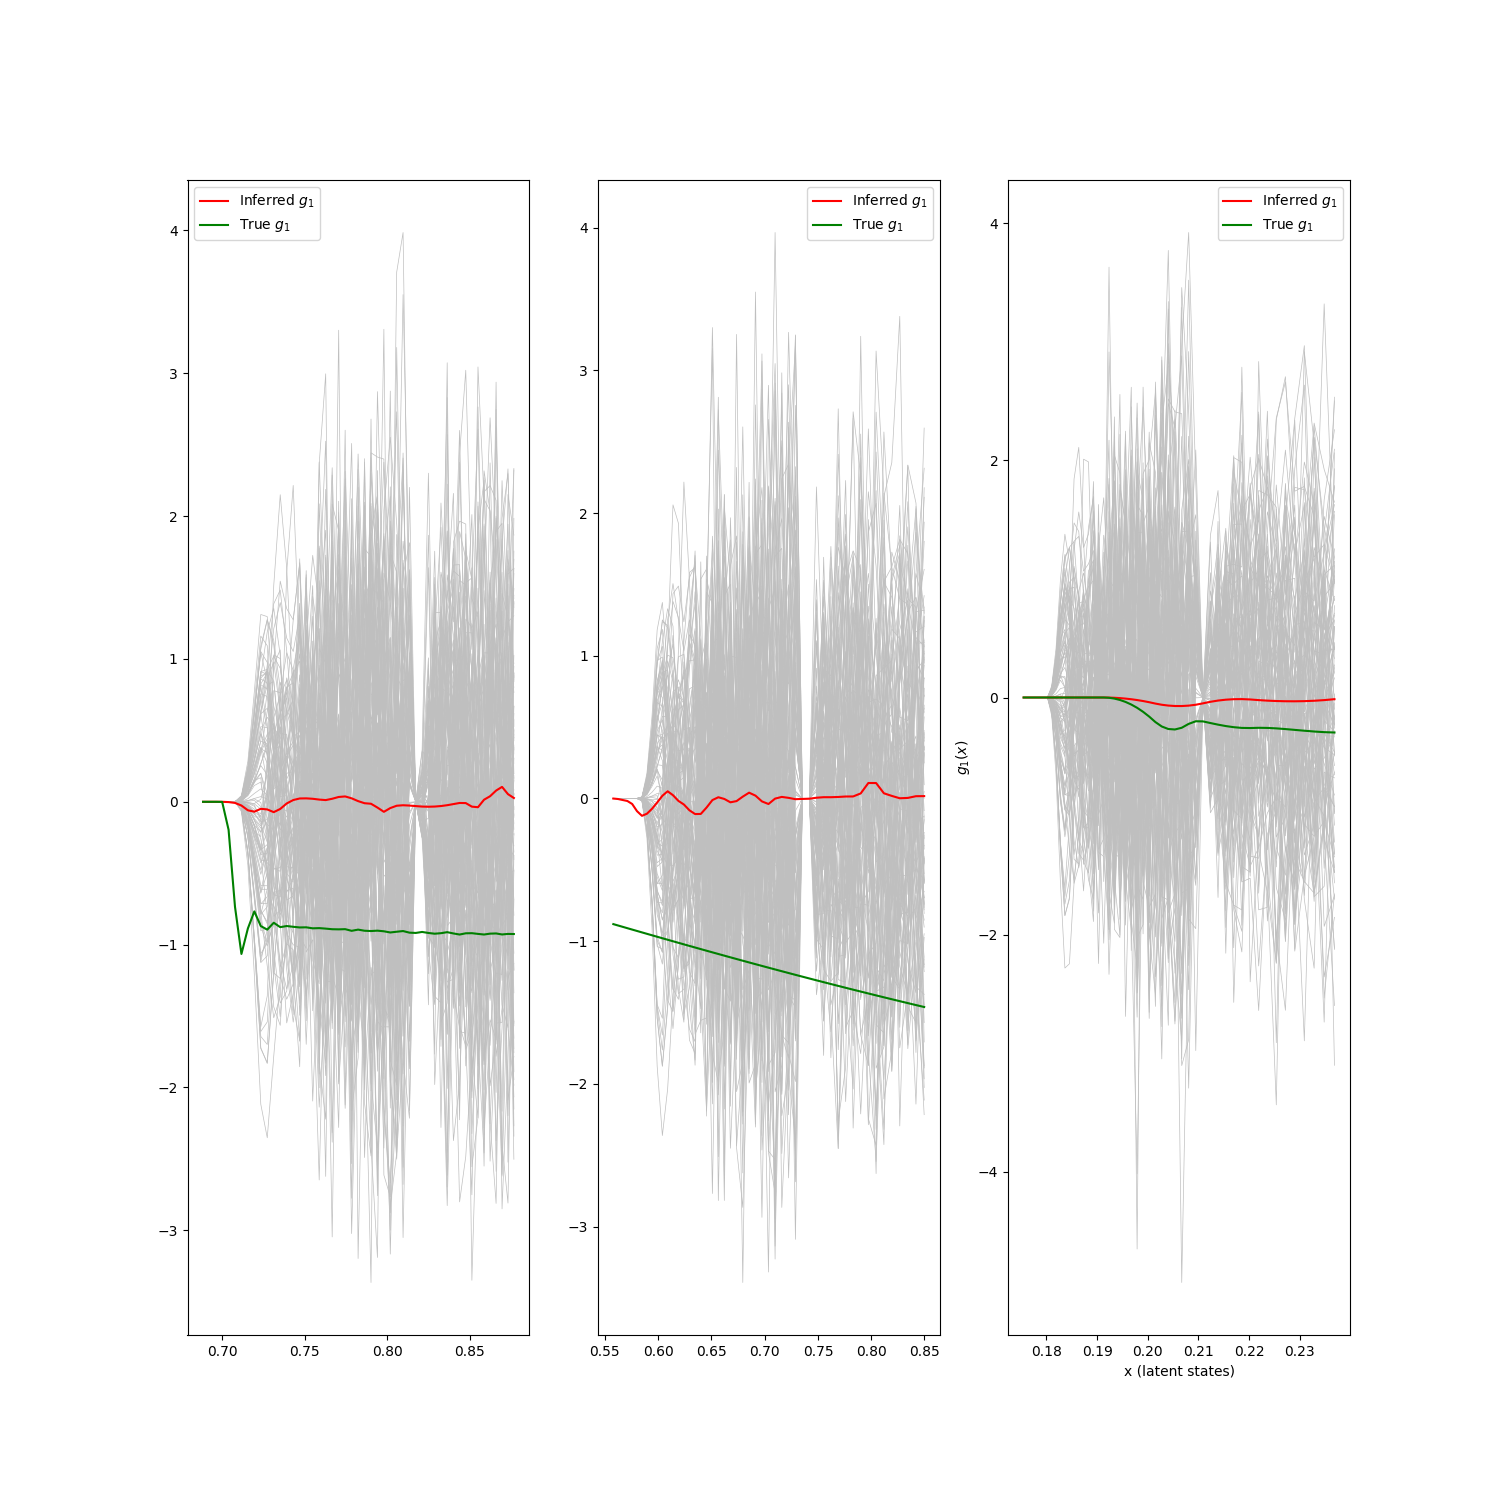 Inferred g₁
True g₁
4
3
2
1
0
−1
−2
−3
0.70 0.75 0.80 0.85
Inferred g₁
True g₁
4
3
2
1
0
−1
−2
−3
0.55 0.60 0.65 0.70 0.75 0.80 0.85
Inferred g₁
True g₁
g₁(x)
4
2
0
−2
−4
0.18 0.19 0.20 0.21 0.22 0.23
x (latent states)